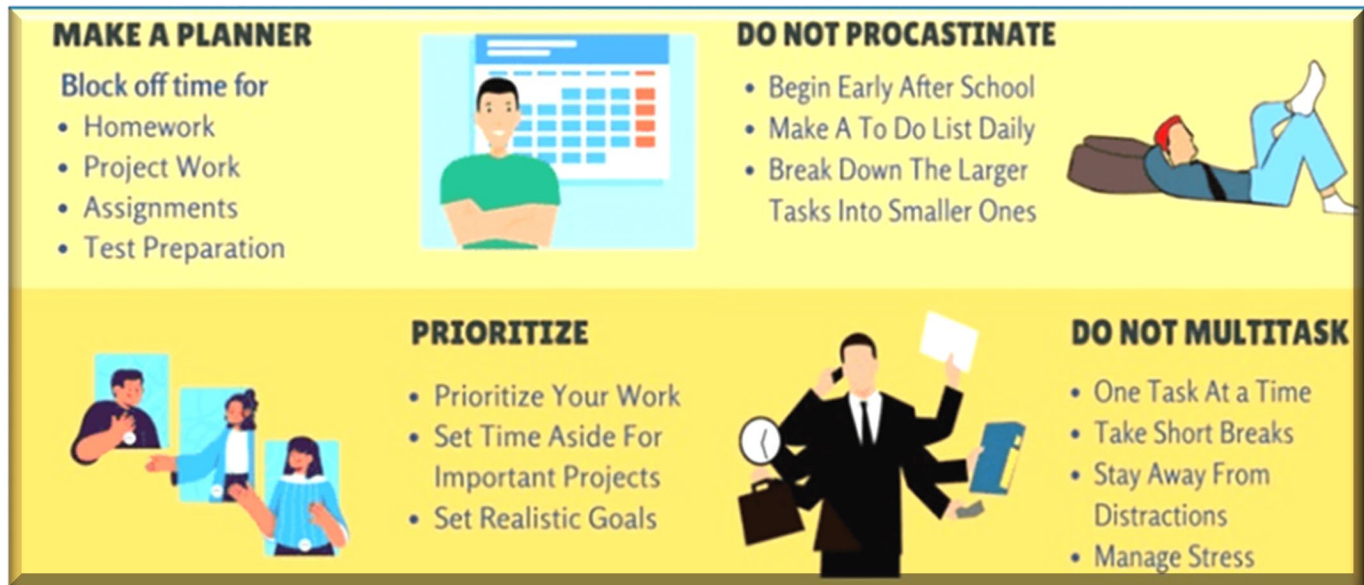 MAKE A PLANNER
Block off time for
• Homework
• Project Work
• Assignments
• Test Preparation
DO NOT PROCASTINATE
• Begin Early After School
• Make A To Do List Daily
• Break Down The Larger
Tasks Into Smaller Ones
PRIORITIZE
• Prioritize Your Work
• Set Time Aside For
Important Projects
• Set Realistic Goals
DO NOT MULTITASK
• One Task At a Time
• Take Short Breaks
• Stay Away From
Distractions
• Manage Stress